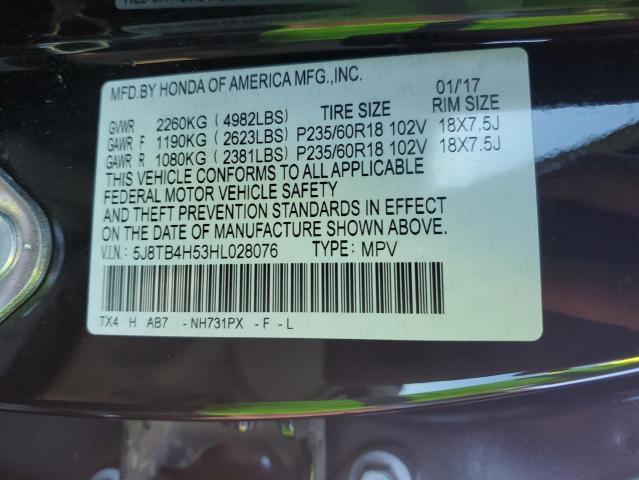 MFD.BY HONDA OF AMERICA MFG.,INC. 01/'17
GVWR 2260KG (4982LBS) TIRE SIZE RIM SIZE
GAWR F 1190KG (2623LBS) P235/60R18 102V 18X7.5J
GAWR R 1080KG (2381LBS) P235/60R18 102V 18X7.5J
THIS VEHICLE CONFORMS TO ALL APPLICABLE
FEDERAL MOTOR VEHICLE SAFETY
AND THEFT PREVENTION STANDARDS IN EFFECT
ON THE DATE OF MANUFACTURE SHOWN ABOVE.
V.I.N: 5J8TB4H53HL028076 TYPE: MPV
TX4 H AB7 -NH731PX -F-L